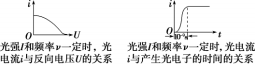 i
O
U
光强I和频率ν一定时，光
电流i与反向电压U的关系
i
O
10⁻⁹s
t
光强I和频率ν一定时，光电流
i与产生光电子的时间的关系